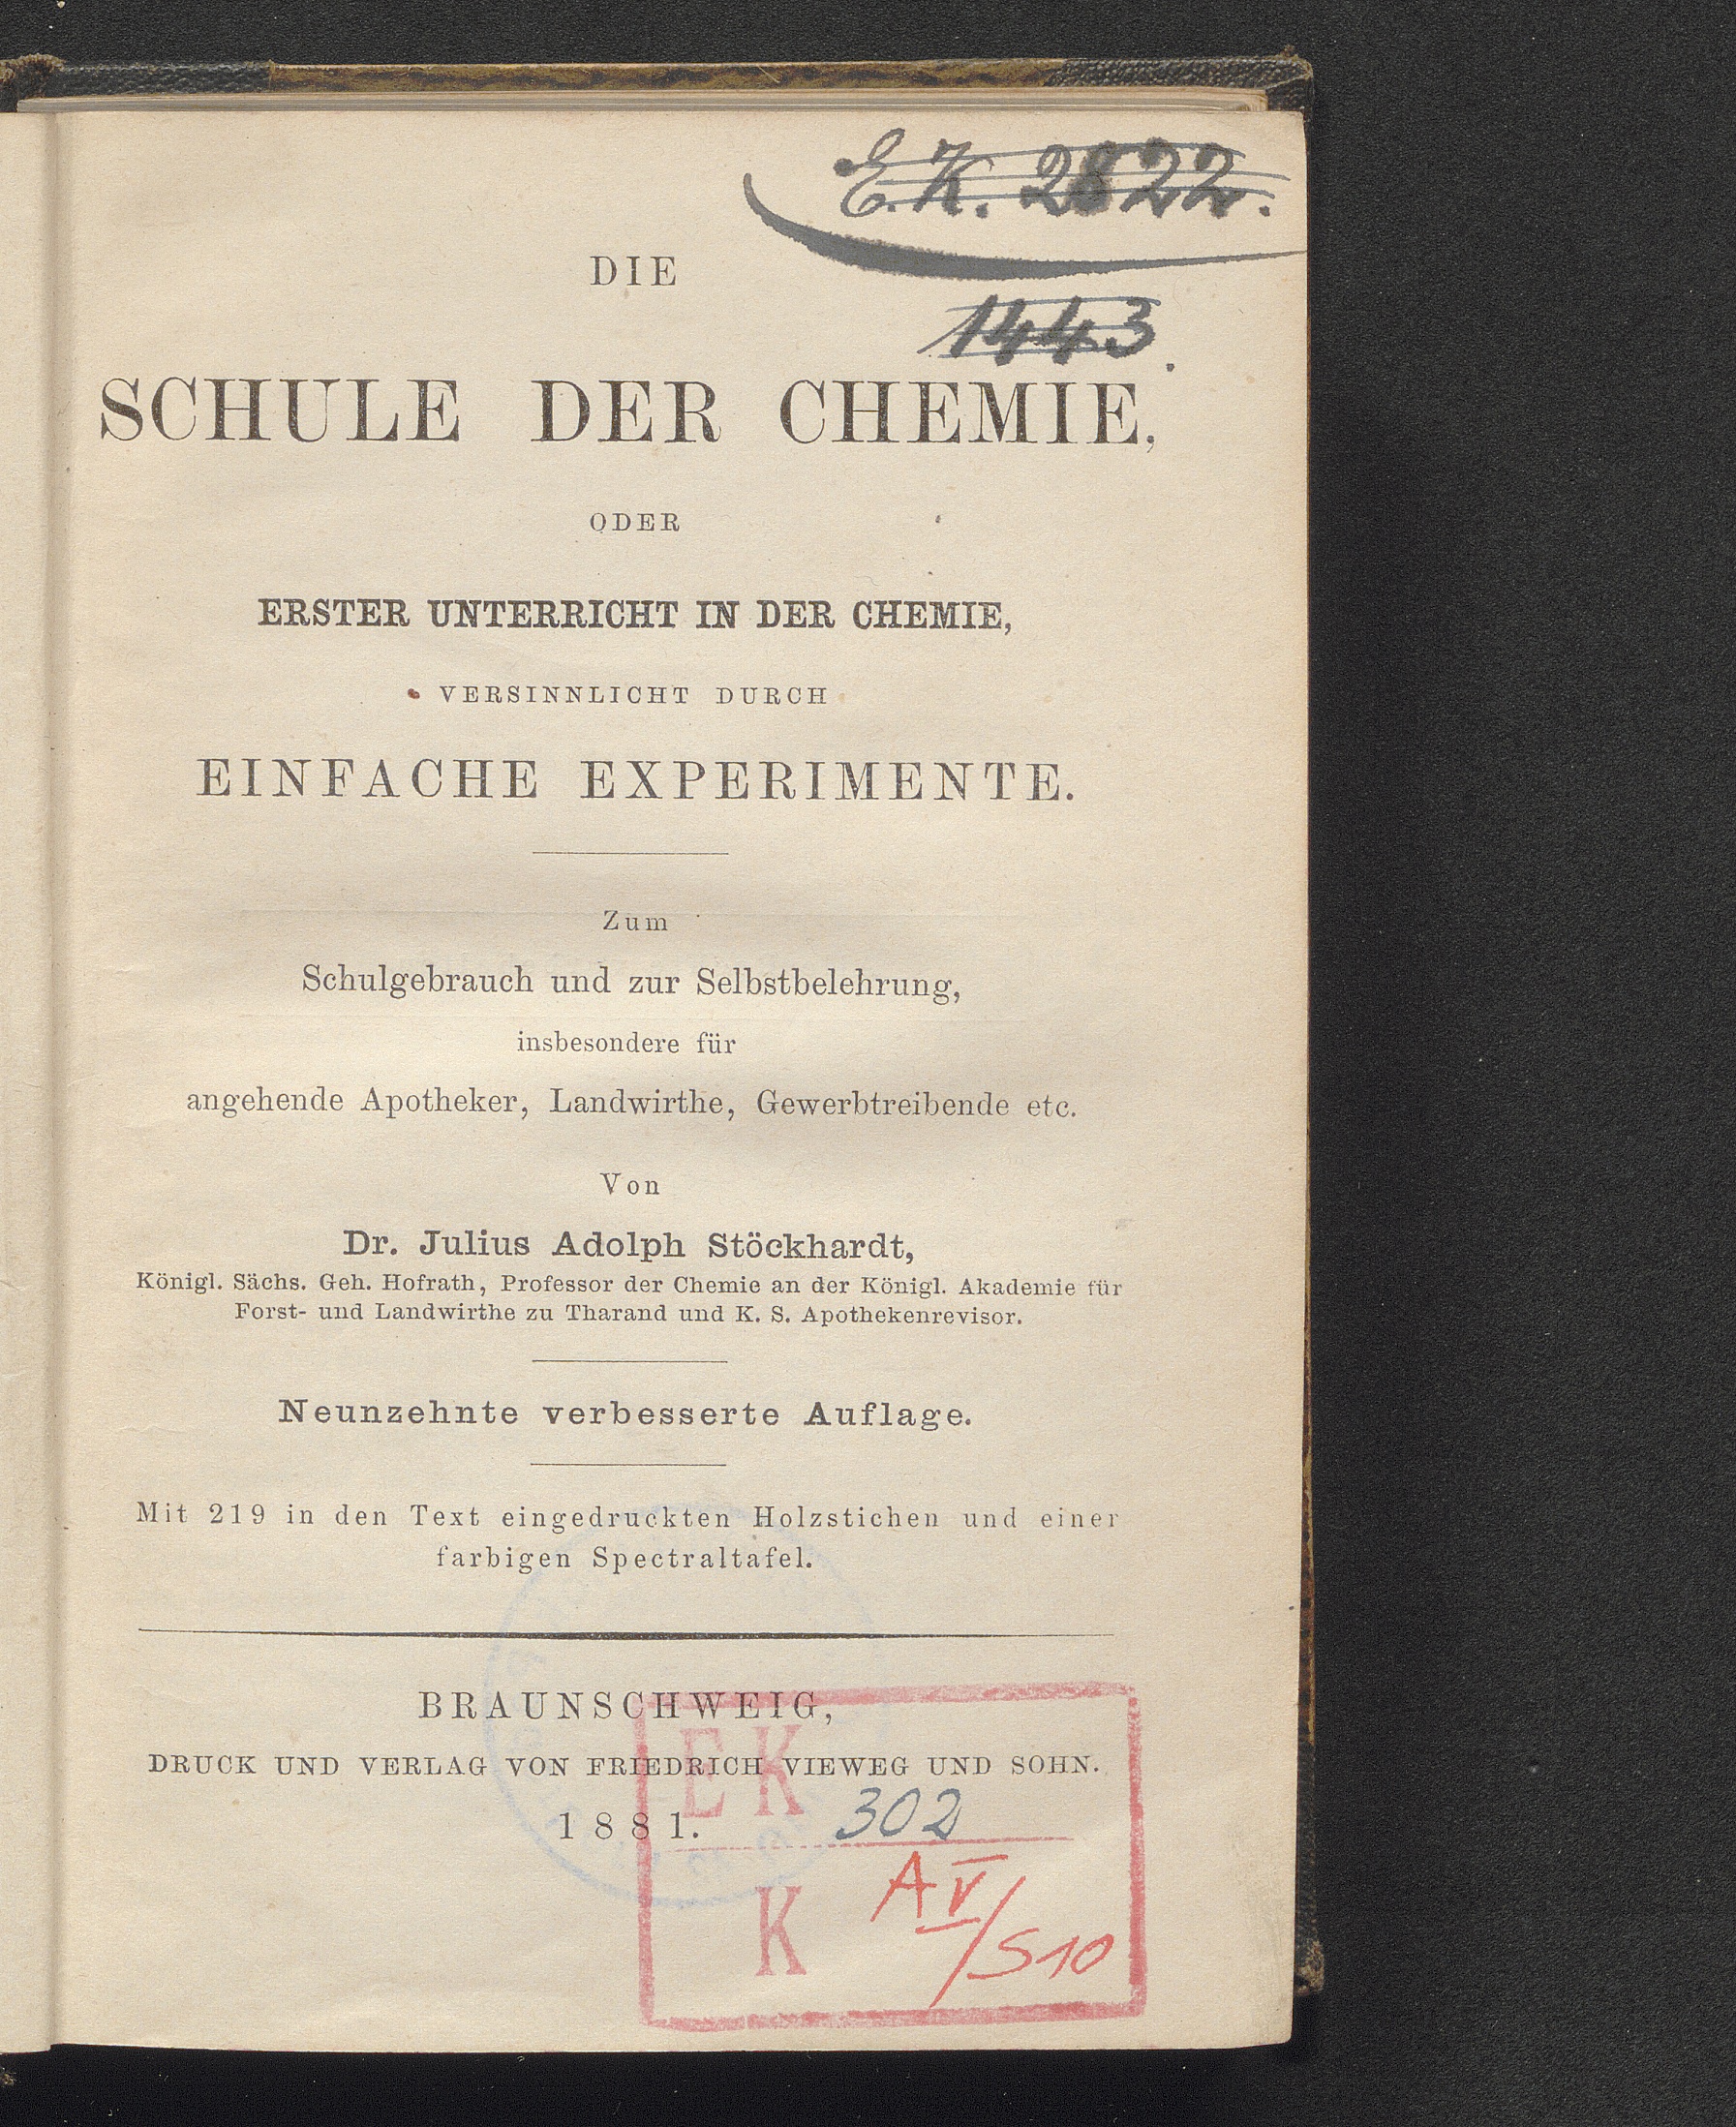 E. K. 2822.
DIE
1443.
SCHULE DER CHEMIE,
ODER
ERSTER UNTERRICHT IN DER CHEMIE,
VERSINNLICHT DURCH
EINFACHE EXPERIMENTE.
Zum
Schulgebrauch und zur Selbstbelehrung,
insbesondere für
angehende Apotheker, Landwirthe, Gewerbtreibende etc.
Von
Dr. Julius Adolph Stöckhardt,
Königl. Sächs. Geh. Hofrath, Professor der Chemie an der Königl. Akademie für
Forst- und Landwirthe zu Tharand und K. S. Apothekenrevisor.
Neunzehnte verbesserte Auflage.
Mit 219 in den Text eingedruckten Holzstichen und einer
farbigen Spectraltafel.
BRAUNSCHWEIG,
DRUCK UND VERLAG VON FRIEDRICH VIEWEG UND SOHN.
1881.
EK 302
K A V/510